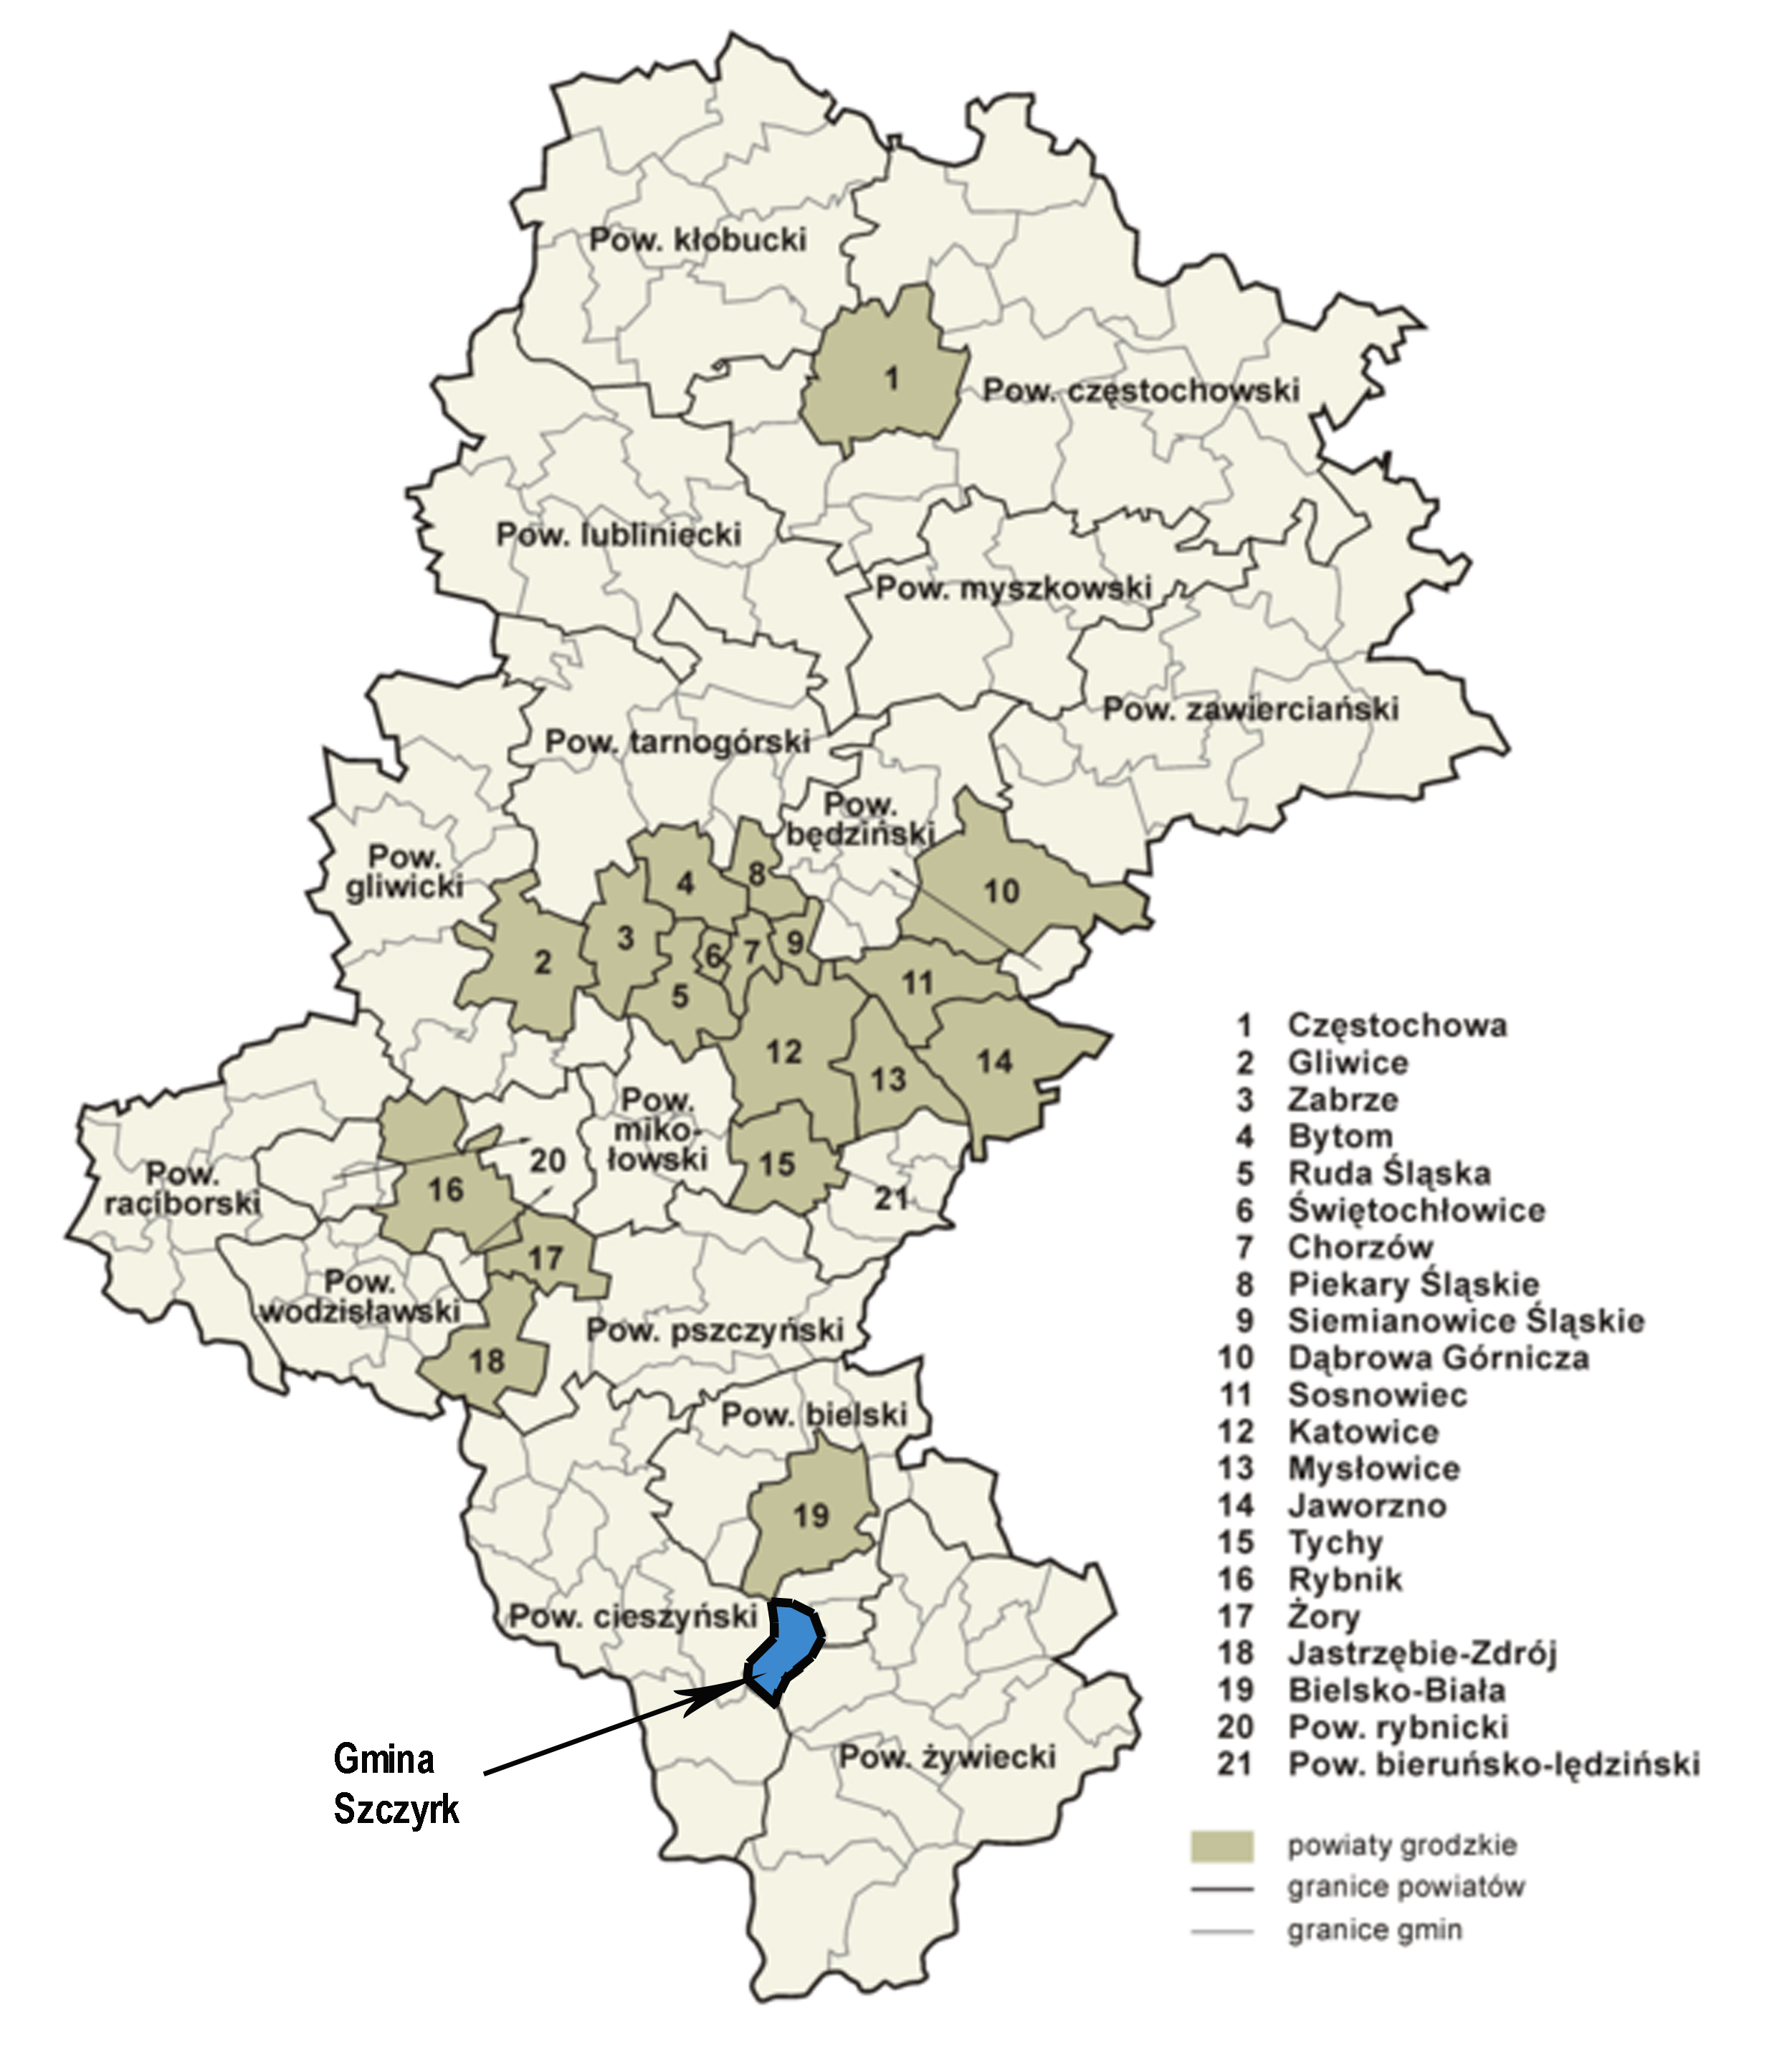 Pow. kłobucki
1
Pow. częstochowski
Pow. lubliniecki
Pow. myszkowski
Pow. zawierciański
Pow. tarnogórski
Pow.
będziński
Pow.
gliwicki
8
4
10
3
9
7
6
2
11
5
12
14
13
Pow.
miko-
łowski
20
15
Pow.
raciborski
16
21
17
Pow.
wodzisławski
Pow. pszczyński
18
Pow. bielski
19
Pow. cieszyński
Gmina
Szczyrk
Pow. żywiecki
1 Częstochowa
2 Gliwice
3 Zabrze
4 Bytom
5 Ruda Śląska
6 Świętochłowice
7 Chorzów
8 Piekary Śląskie
9 Siemianowice Śląskie
10 Dąbrowa Górnicza
11 Sosnowiec
12 Katowice
13 Mysłowice
14 Jaworzno
15 Tychy
16 Rybnik
17 Żory
18 Jastrzębie-Zdrój
19 Bielsko-Biała
20 Pow. rybnicki
21 Pow. bieruńsko-lędziński
powiaty grodzkie
granice powiatów
granice gmin